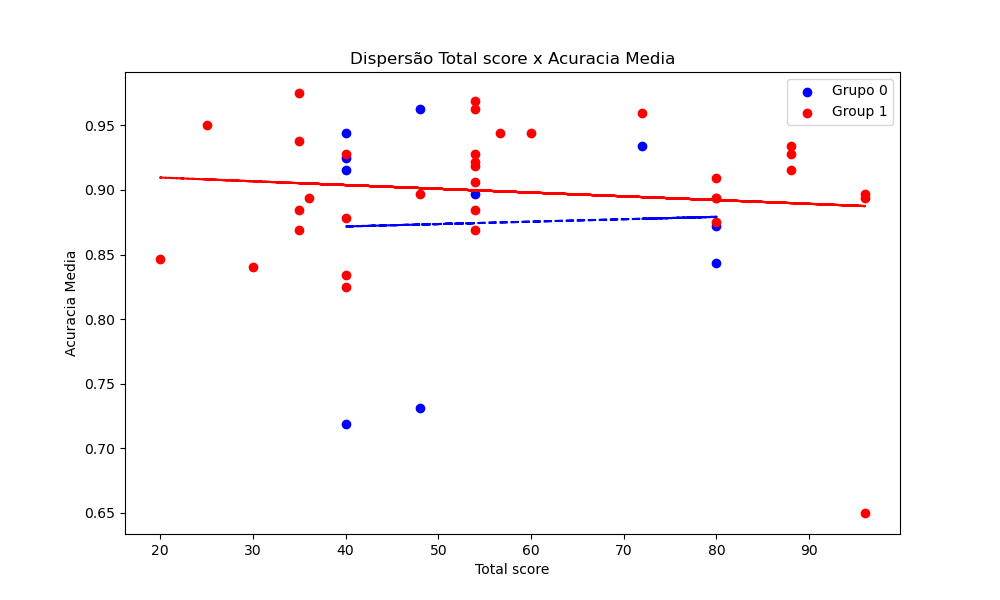 Dispersão Total score x Acuracia Media
Grupo 0
Group 1
Acuracia Media
0.95
0.90
0.85
0.80
0.75
0.70
0.65
20 30 40 50 60 70 80 90
Total score